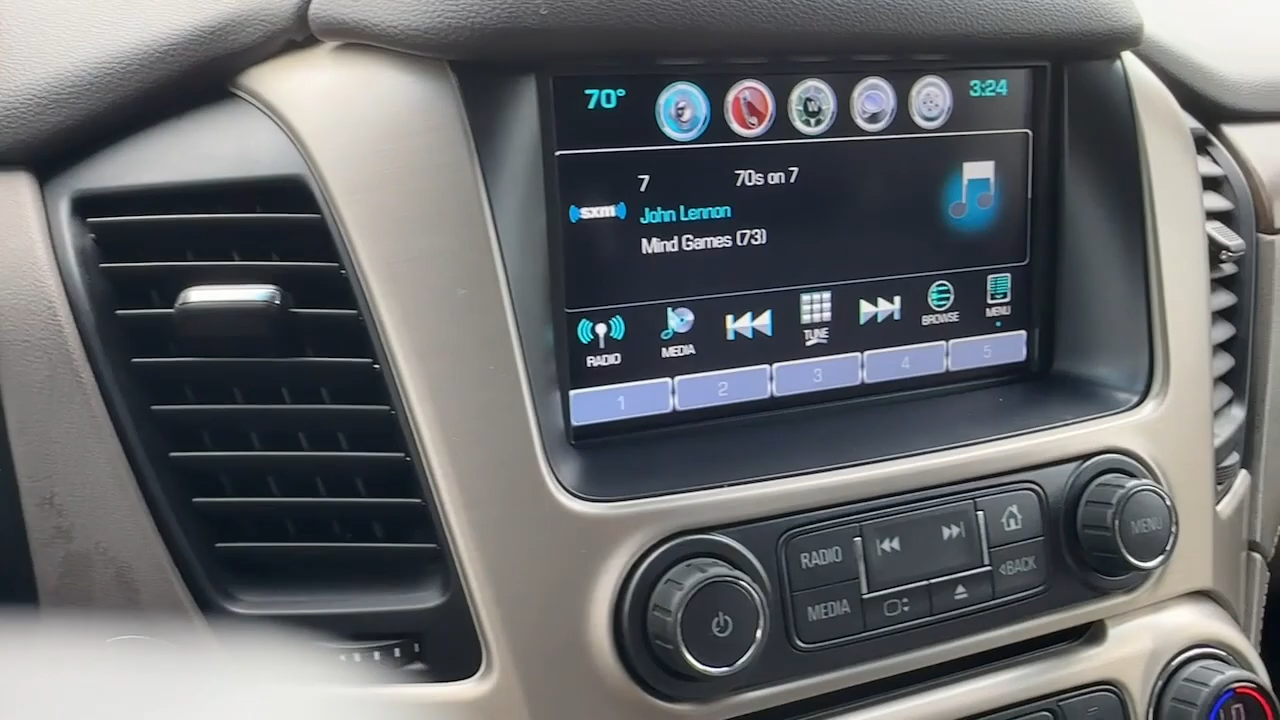 70° 3:24
7 70s on 7
sxm
John Lennon
Mind Games (73)
RADIO MEDIA TUNE BROWSE MENU
1 2 3 4 5
RADIO MENU
MEDIA <BACK